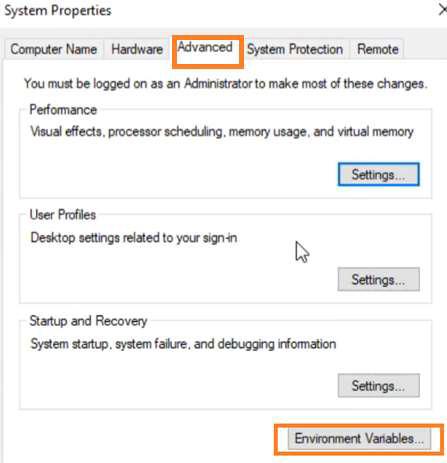 System Properties
Computer Name Hardware Advanced System Protection Remote
You must be logged on as an Administrator to make most of these changes.
Performance
Visual effects, processor scheduling, memory usage, and virtual memory
Settings...
User Profiles
Desktop settings related to your sign-in
Settings...
Startup and Recovery
System startup, system failure, and debugging information
Settings...
Environment Variables...